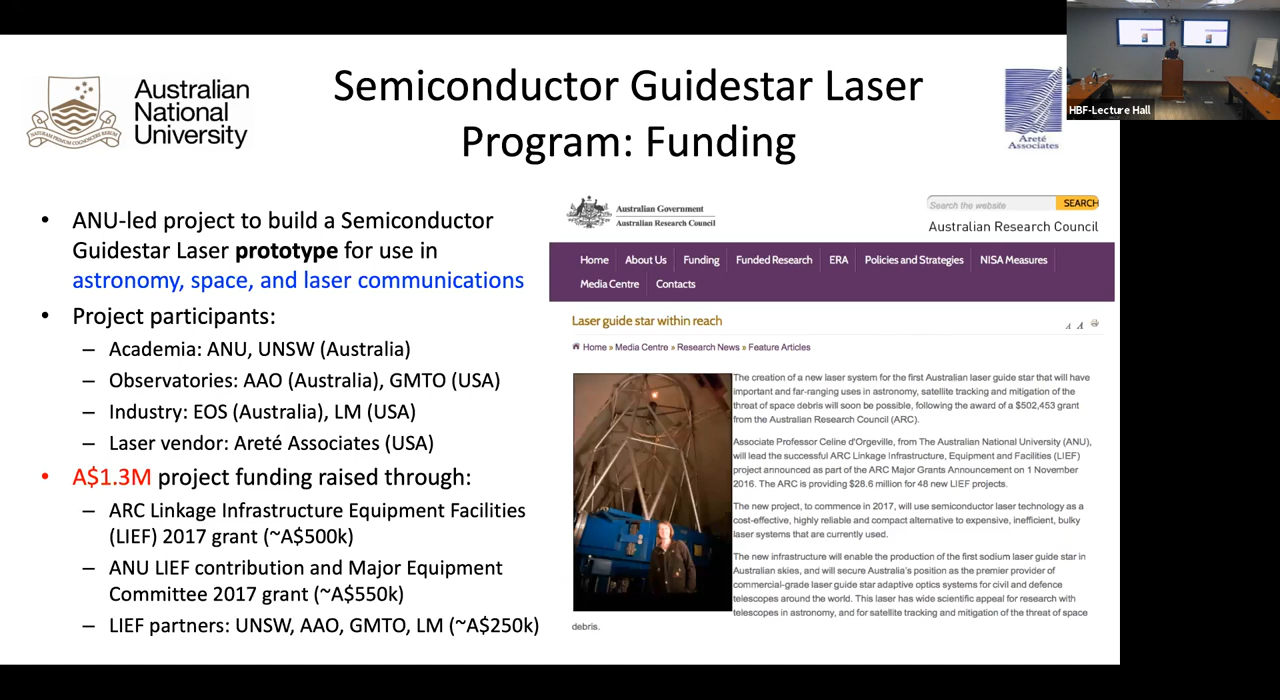 Australian
National
University
Semiconductor Guidestar Laser
Program: Funding
Areté
Associates
HBF-Lecture Hall
• ANU-led project to build a Semiconductor
Guidestar Laser prototype for use in
astronomy, space, and laser communications
• Project participants:
– Academia: ANU, UNSW (Australia)
– Observatories: AAO (Australia), GMTO (USA)
– Industry: EOS (Australia), LM (USA)
– Laser vendor: Areté Associates (USA)
• A$1.3M project funding raised through:
– ARC Linkage Infrastructure Equipment Facilities
(LIEF) 2017 grant (~A$500k)
– ANU LIEF contribution and Major Equipment
Committee 2017 grant (~A$550k)
– LIEF partners: UNSW, AAO, GMTO, LM (~A$250k)
Australian Government
Australian Research Council
Search the website
SEARCH
Australian Research Council
Home About Us Funding Funded Research ERA Policies and Strategies NISA Measures
Media Centre Contacts
Laser guide star within reach
A A
Home » Media Centre » Research News » Feature Articles
The creation of a new laser system for the first Australian laser guide star that will have
important and far-ranging uses in astronomy, satellite tracking and mitigation of the
threat of space debris will soon be possible, following the award of a $502,453 grant
from the Australian Research Council (ARC).
Associate Professor Celine d'Orgeville, from The Australian National University (ANU),
will lead the successful ARC Linkage Infrastructure, Equipment and Facilities (LIEF)
project announced as part of the ARC Major Grants Announcement on 1 November
2016. The ARC is providing $28.6 million for 48 new LIEF projects.
The new project, to commence in 2017, will use semiconductor laser technology as a
cost-effective, highly reliable and compact alternative to expensive, inefficient, bulky
laser systems that are currently used.
The new infrastructure will enable the production of the first sodium laser guide star in
Australian skies, and will secure Australia's position as the premier provider of
commercial-grade laser guide star adaptive optics systems for civil and defence
telescopes around the world. This laser has wide scientific appeal for research with
telescopes in astronomy, and for satellite tracking and mitigation of the threat of space
debris.